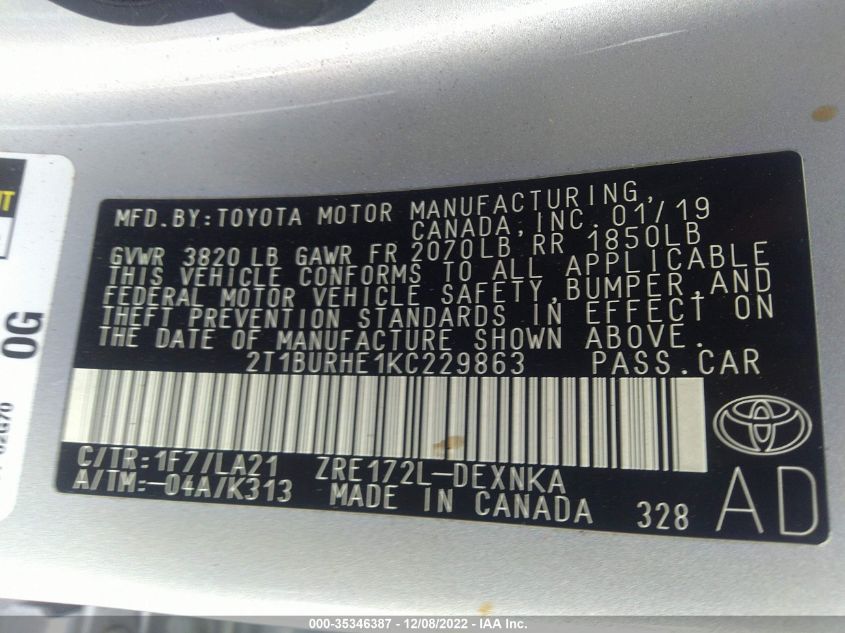 MFD.BY:TOYOTA MOTOR MANUFACTURING,
CANADA, INC. 01/19
GVWR 3820 LB GAWR FR 2070LB RR 1850LB
THIS VEHICLE CONFORMS TO ALL APPLICABLE
FEDERAL MOTOR VEHICLE SAFETY,BUMPER,AND
THEFT PREVENTION STANDARDS IN EFFECT ON
THE DATE OF MANUFACTURE SHOWN ABOVE.
2T1BURHE1KC229863 PASS.CAR
C/TR:1F7/LA21 ZRE172L-DEXNKA
A/TM:-04A/K313 MADE IN CANADA 328
AD
0G
02G70
000-35346387 - 12/08/2022 - IAA Inc.